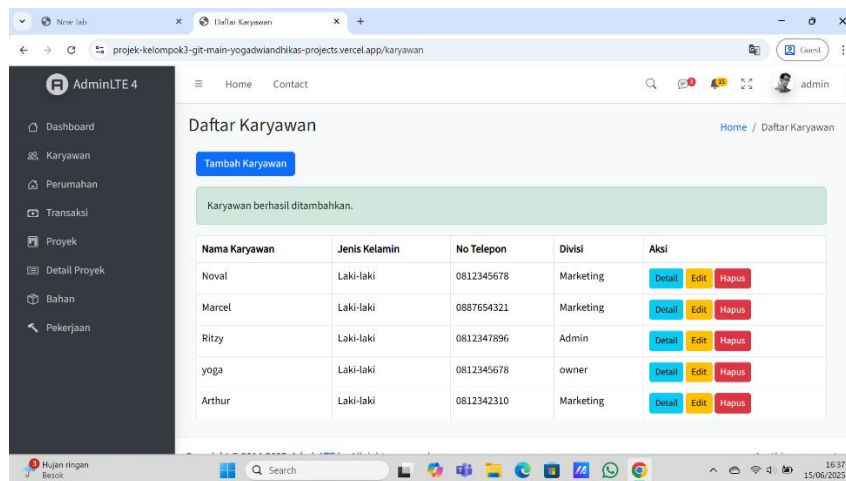 New tab
Daftar Karyawan
projek-kelompok3-git-main-yogadwiandhikas-projects.vercel.app/karyawan
Guest
AdminLTE 4
Home Contact
3
15
admin
Dashboard
Karyawan
Perumahan
Transaksi
Proyek
Detail Proyek
Bahan
Pekerjaan
Daftar Karyawan
Home / Daftar Karyawan
Tambah Karyawan
Karyawan berhasil ditambahkan.
Nama Karyawan Jenis Kelamin No Telepon Divisi Aksi
Noval Laki-laki 0812345678 Marketing Detail Edit Hapus
Marcel Laki-laki 0887654321 Marketing Detail Edit Hapus
Ritzy Laki-laki 0812347896 Admin Detail Edit Hapus
yoga Laki-laki 0812345678 owner Detail Edit Hapus
Arthur Laki-laki 0812342310 Marketing Detail Edit Hapus
3
Hujan ringan
Besok
Search
16:37
15/06/2025